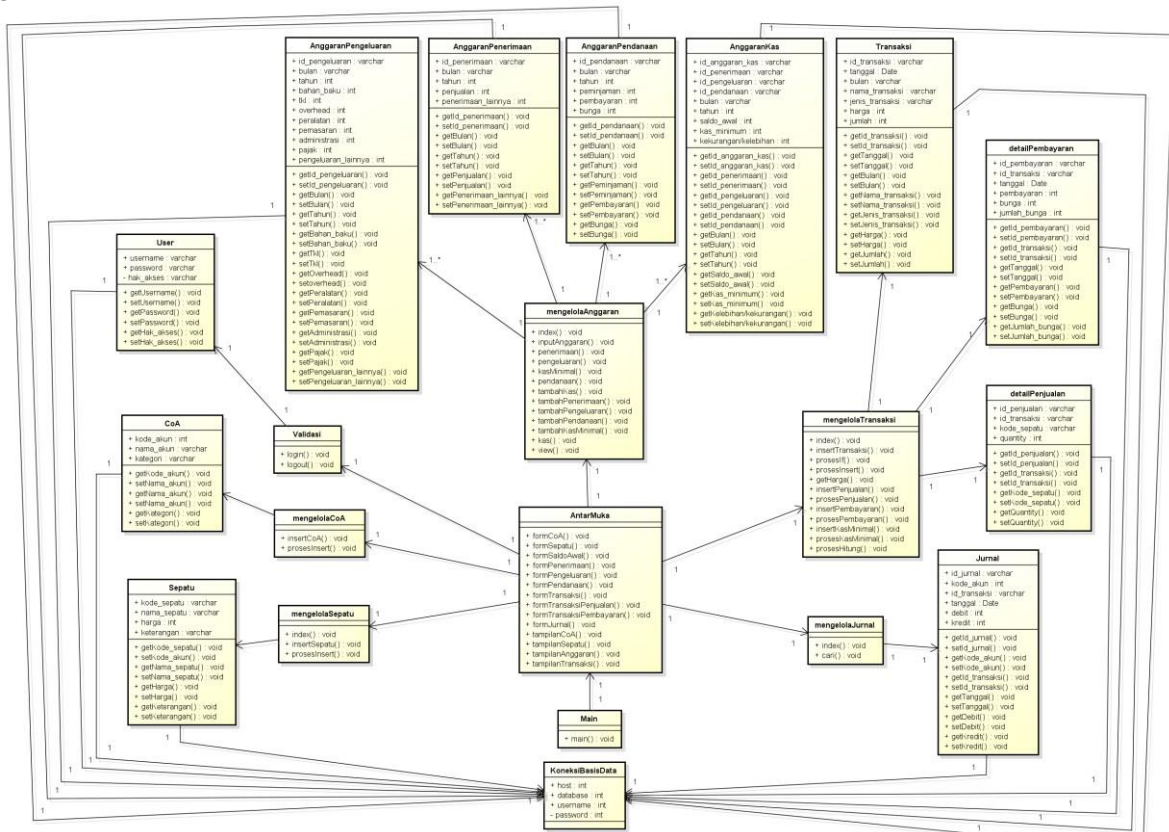 AnggaranPengeluaran
+ id_pengeluaran : varchar
+ bulan : varchar
+ tahun : int
+ bahan_baku : int
+ tkl : int
+ overhead : int
+ peralatan : int
+ pemasaran : int
+ administrasi : int
+ pajak : int
+ pengeluaran_lainnya : int
+ getId_pengeluaran() : void
+ setId_pengeluaran() : void
+ getBulan() : void
+ setBulan() : void
+ getTahun() : void
+ setTahun() : void
+ getBahan_baku() : void
+ setBahan_baku() : void
+ getTkl() : void
+ setTkl() : void
+ getOverhead() : void
+ setoverhead() : void
+ getPeralatan() : void
+ setPeralatan() : void
+ getPemasaran() : void
+ setPemasaran() : void
+ getAdministrasi() : void
+ setAdministrasi() : void
+ getPajak() : void
+ setPajak() : void
+ getPengeluaran_lainnya() : void
+ setPengeluaran_lainnya() : void
AnggaranPenerimaan
+ id_penerimaan : varchar
+ bulan : varchar
+ tahun : int
+ penjualan : int
+ penerimaan_lainnya : int
+ getId_penerimaan() : void
+ setId_penerimaan() : void
+ getBulan() : void
+ setBulan() : void
+ getTahun() : void
+ setTahun() : void
+ getPenjualan() : void
+ setPenjualan() : void
+ getPenerimaan_lainnya() : void
+ setPenerimaan_lainnya() : void
AnggaranPendanaan
+ id_pendanaan : varchar
+ bulan : varchar
+ tahun : int
+ peminjaman : int
+ pembayaran : int
+ bunga : int
+ getId_pendanaan() : void
+ setId_pendanaan() : void
+ getBulan() : void
+ setBulan() : void
+ getTahun() : void
+ setTahun() : void
+ getPeminjaman() : void
+ setPeminjaman() : void
+ getPembayaran() : void
+ setPembayaran() : void
+ getBunga() : void
+ setBunga() : void
AnggaranKas
+ id_anggaran_kas : varchar
+ id_penerimaan : varchar
+ id_pengeluaran : varchar
+ id_pendanaan : varchar
+ bulan : varchar
+ tahun : int
+ saldo_awal : int
+ kas_minimum : int
+ kekurangan/kelebihan : int
+ getId_anggaran_kas() : void
+ setId_anggaran_kas() : void
+ getId_penerimaan() : void
+ setId_penerimaan() : void
+ getId_pengeluaran() : void
+ setId_pengeluaran() : void
+ getId_pendanaan() : void
+ setId_pendanaan() : void
+ getBulan() : void
+ setBulan() : void
+ getTahun() : void
+ setTahun() : void
+ getSaldo_awal() : void
+ setSaldo_awal() : void
+ getKas_minimum() : void
+ setKas_minimum() : void
+ getKelebihan/kekurangan() : void
+ setKelebihan/kekurangan() : void
Transaksi
+ id_transaksi : varchar
+ tanggal : Date
+ bulan : varchar
+ nama_transaksi : varchar
+ jenis_transaksi : varchar
+ harga : int
+ jumlah : int
+ getId_transaksi() : void
+ setId_transaksi() : void
+ getTanggal() : void
+ setTanggal() : void
+ getBulan() : void
+ setBulan() : void
+ getNama_transaksi() : void
+ setNama_transaksi() : void
+ getJenis_transaksi() : void
+ setJenis_transaksi() : void
+ getHarga() : void
+ setHarga() : void
+ getJumlah() : void
+ setJumlah() : void
detailPembayaran
+ id_pembayaran : varchar
+ id_transaksi : varchar
+ tanggal : Date
+ pembayaran : int
+ bunga : int
+ jumlah_bunga : int
+ getId_pembayaran() : void
+ setId_pembayaran() : void
+ getId_transaksi() : void
+ setId_transaksi() : void
+ getTanggal() : void
+ setTanggal() : void
+ getPembayaran() : void
+ setPembayaran() : void
+ getBunga() : void
+ setBunga() : void
+ getJumlah_bunga() : void
+ setJumlah_bunga() : void
User
+ username : varchar
+ password : varchar
- hak_akses : varchar
+ getUsername() : void
+ setUsername() : void
+ getPassword() : void
+ setPassword() : void
+ getHak_akses() : void
+ setHak_akses() : void
mengelolaAnggaran
+ index() : void
+ inputAnggaran() : void
+ penerimaan() : void
+ pengeluaran() : void
+ kasMinimal() : void
+ pendanaan() : void
+ tambahKas() : void
+ tambahPenerimaan() : void
+ tambahPengeluaran() : void
+ tambahPendanaan() : void
+ tambahKasMinimal() : void
+ kas() : void
+ view() : void
detailPenjualan
+ id_penjualan : varchar
+ id_transaksi : varchar
+ kode_sepatu : varchar
+ quantity : int
+ getId_penjualan() : void
+ setId_penjualan() : void
+ getId_transaksi() : void
+ setId_transaksi() : void
+ getKode_sepatu() : void
+ setKode_sepatu() : void
+ getQuantity() : void
+ setQuantity() : void
mengelolaTransaksi
+ index() : void
+ insertTransaksi() : void
+ prosesIf() : void
+ prosesInsert() : void
+ getHarga() : void
+ insertPenjualan() : void
+ prosesPenjualan() : void
+ insertPembayaran() : void
+ prosesPembayaran() : void
+ insertKasMinimal() : void
+ prosesKasMinimal() : void
+ prosesHitung() : void
CoA
+ kode_akun : int
+ nama_akun : varchar
+ kategori : varchar
+ getKode_akun() : void
+ setNama_akun() : void
+ getNama_akun() : void
+ setNama_akun() : void
+ getKategori() : void
+ setKategori() : void
Validasi
+ login() : void
+ logout() : void
mengelolaCoA
+ insertCoA() : void
+ prosesInsert() : void
AntarMuka
+ formCoA() : void
+ formSepatu() : void
+ formSaldoAwal() : void
+ formPenerimaan() : void
+ formPengeluaran() : void
+ formPendanaan() : void
+ formTransaksi() : void
+ formTransaksiPenjualan() : void
+ formTransaksiPembayaran() : void
+ formJurnal() : void
+ tampilanCoA() : void
+ tampilanSepatu() : void
+ tampilanAnggaran() : void
+ tampilanTransaksi() : void
Jurnal
+ id_jurnal : varchar
+ kode_akun : int
+ id_transaksi : varchar
+ tanggal : Date
+ debit : int
+ kredit : int
+ getId_jurnal() : void
+ setId_jurnal() : void
+ getKode_akun() : void
+ setKode_akun() : void
+ getId_transaksi() : void
+ setId_transaksi() : void
+ getTanggal() : void
+ setTanggal() : void
+ getDebit() : void
+ setDebit() : void
+ getKredit() : void
+ setKredit() : void
Sepatu
+ kode_sepatu : varchar
+ nama_sepatu : varchar
+ harga : int
+ keterangan : varchar
+ getKode_sepatu() : void
+ setKode_akun() : void
+ getNama_sepatu() : void
+ setNama_sepatu() : void
+ getHarga() : void
+ setHarga() : void
+ getKeterangan() : void
+ setKeterangan() : void
mengelolaSepatu
+ index() : void
+ insertSepatu() : void
+ prosesInsert() : void
mengelolaJurnal
+ index() : void
+ cari() : void
Main
+ main() : void
KoneksiBasisData
+ host : int
+ database : int
+ username : int
- password : int